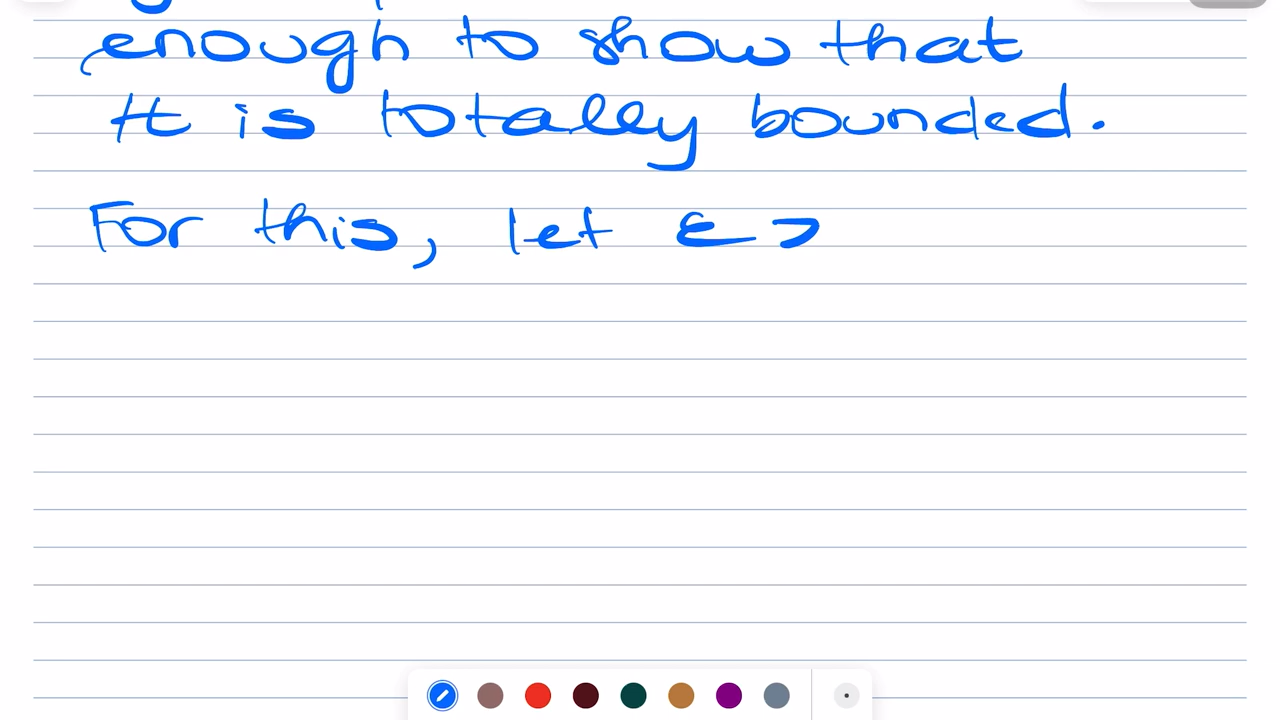 enough to show that
it is totally bounded.
For this, let ε >